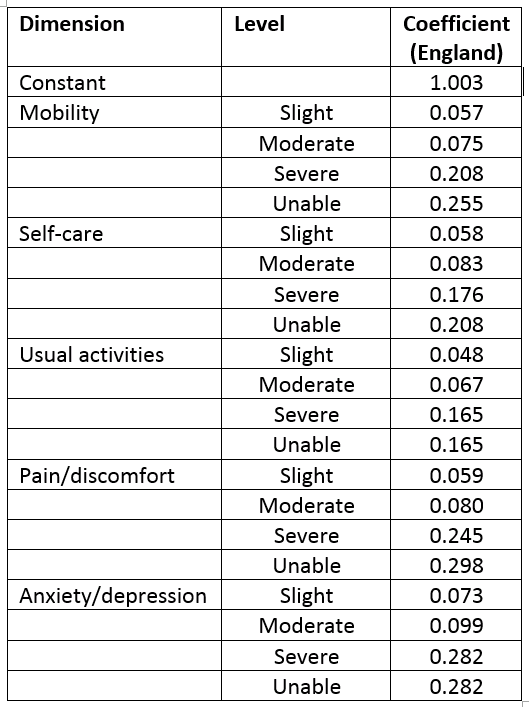 Dimension Level Coefficient
(England)
Constant 1.003
Mobility Slight 0.057
Moderate 0.075
Severe 0.208
Unable 0.255
Self-care Slight 0.058
Moderate 0.083
Severe 0.176
Unable 0.208
Usual activities Slight 0.048
Moderate 0.067
Severe 0.165
Unable 0.165
Pain/discomfort Slight 0.059
Moderate 0.080
Severe 0.245
Unable 0.298
Anxiety/depression Slight 0.073
Moderate 0.099
Severe 0.282
Unable 0.282